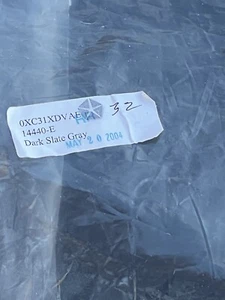 0XC31XDVAE
32
14440-E
Dark Slate Gray
MAY 20 2004